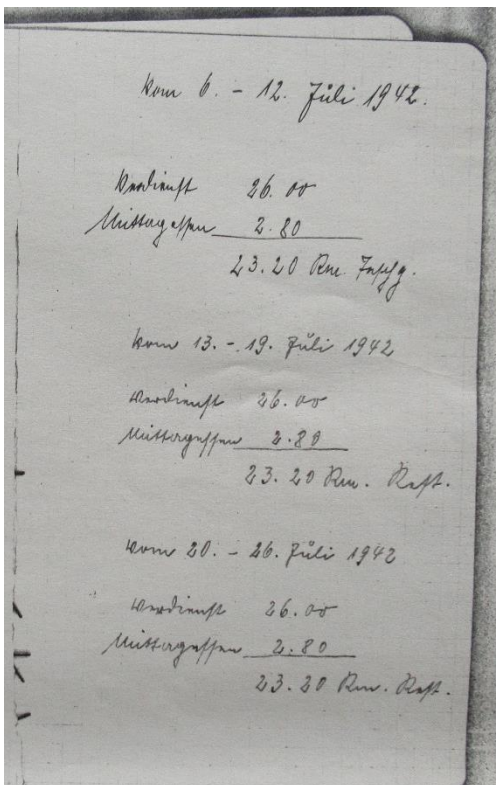 vom 6. - 12. Juli 1942.
Verdienst 26.00
Mittagessen 2.80
23.20 Rm.
vom 13. - 19. Juli 1942
Verdienst 26.00
Mittagessen 2.80
23.20 Rm. Rest.
vom 20. - 26. Juli 1942
Verdienst 26.00
Mittagessen 2.80
23.20 Rm. Rest.